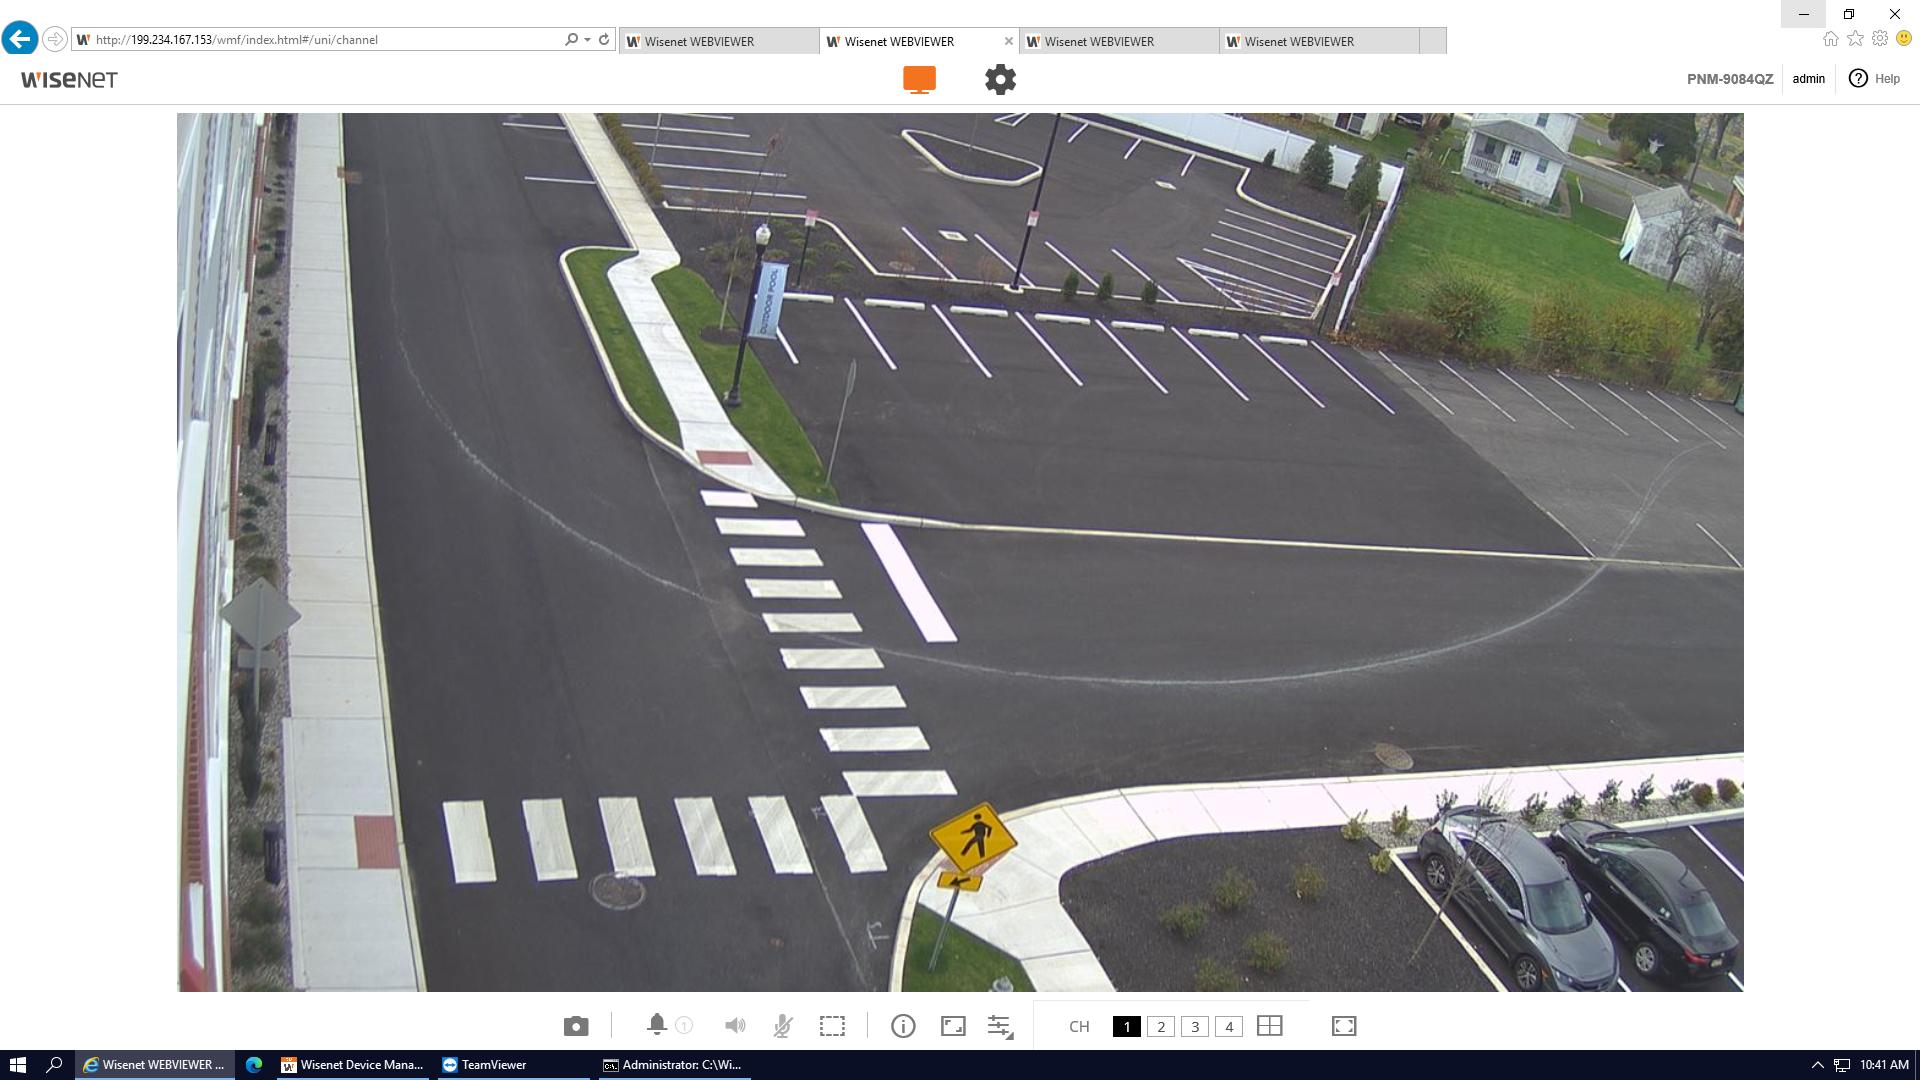 http://199.234.167.153/wmf/index.html#/uni/channel
Wisenet WEBVIEWER
Wisenet WEBVIEWER
Wisenet WEBVIEWER
Wisenet WEBVIEWER
WISENET
PNM-9084QZ
admin
Help
OUTDOOR POOL
1
CH
1
2
3
4
Wisenet WEBVIEWER ...
Wisenet Device Mana...
TeamViewer
Administrator: C:\Wi...
10:41 AM